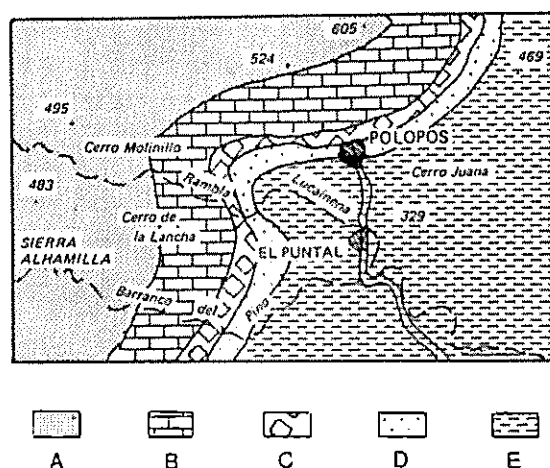 605
524
469
495
POLOPOS
Cerro Molinillo
Cerro Juana
Rambla
Lucainena
483
Cerro de
la Lancha
329
SIERRA
ALHAMILLA
EL PUNTAL
Barranco del Pino
A B C D E